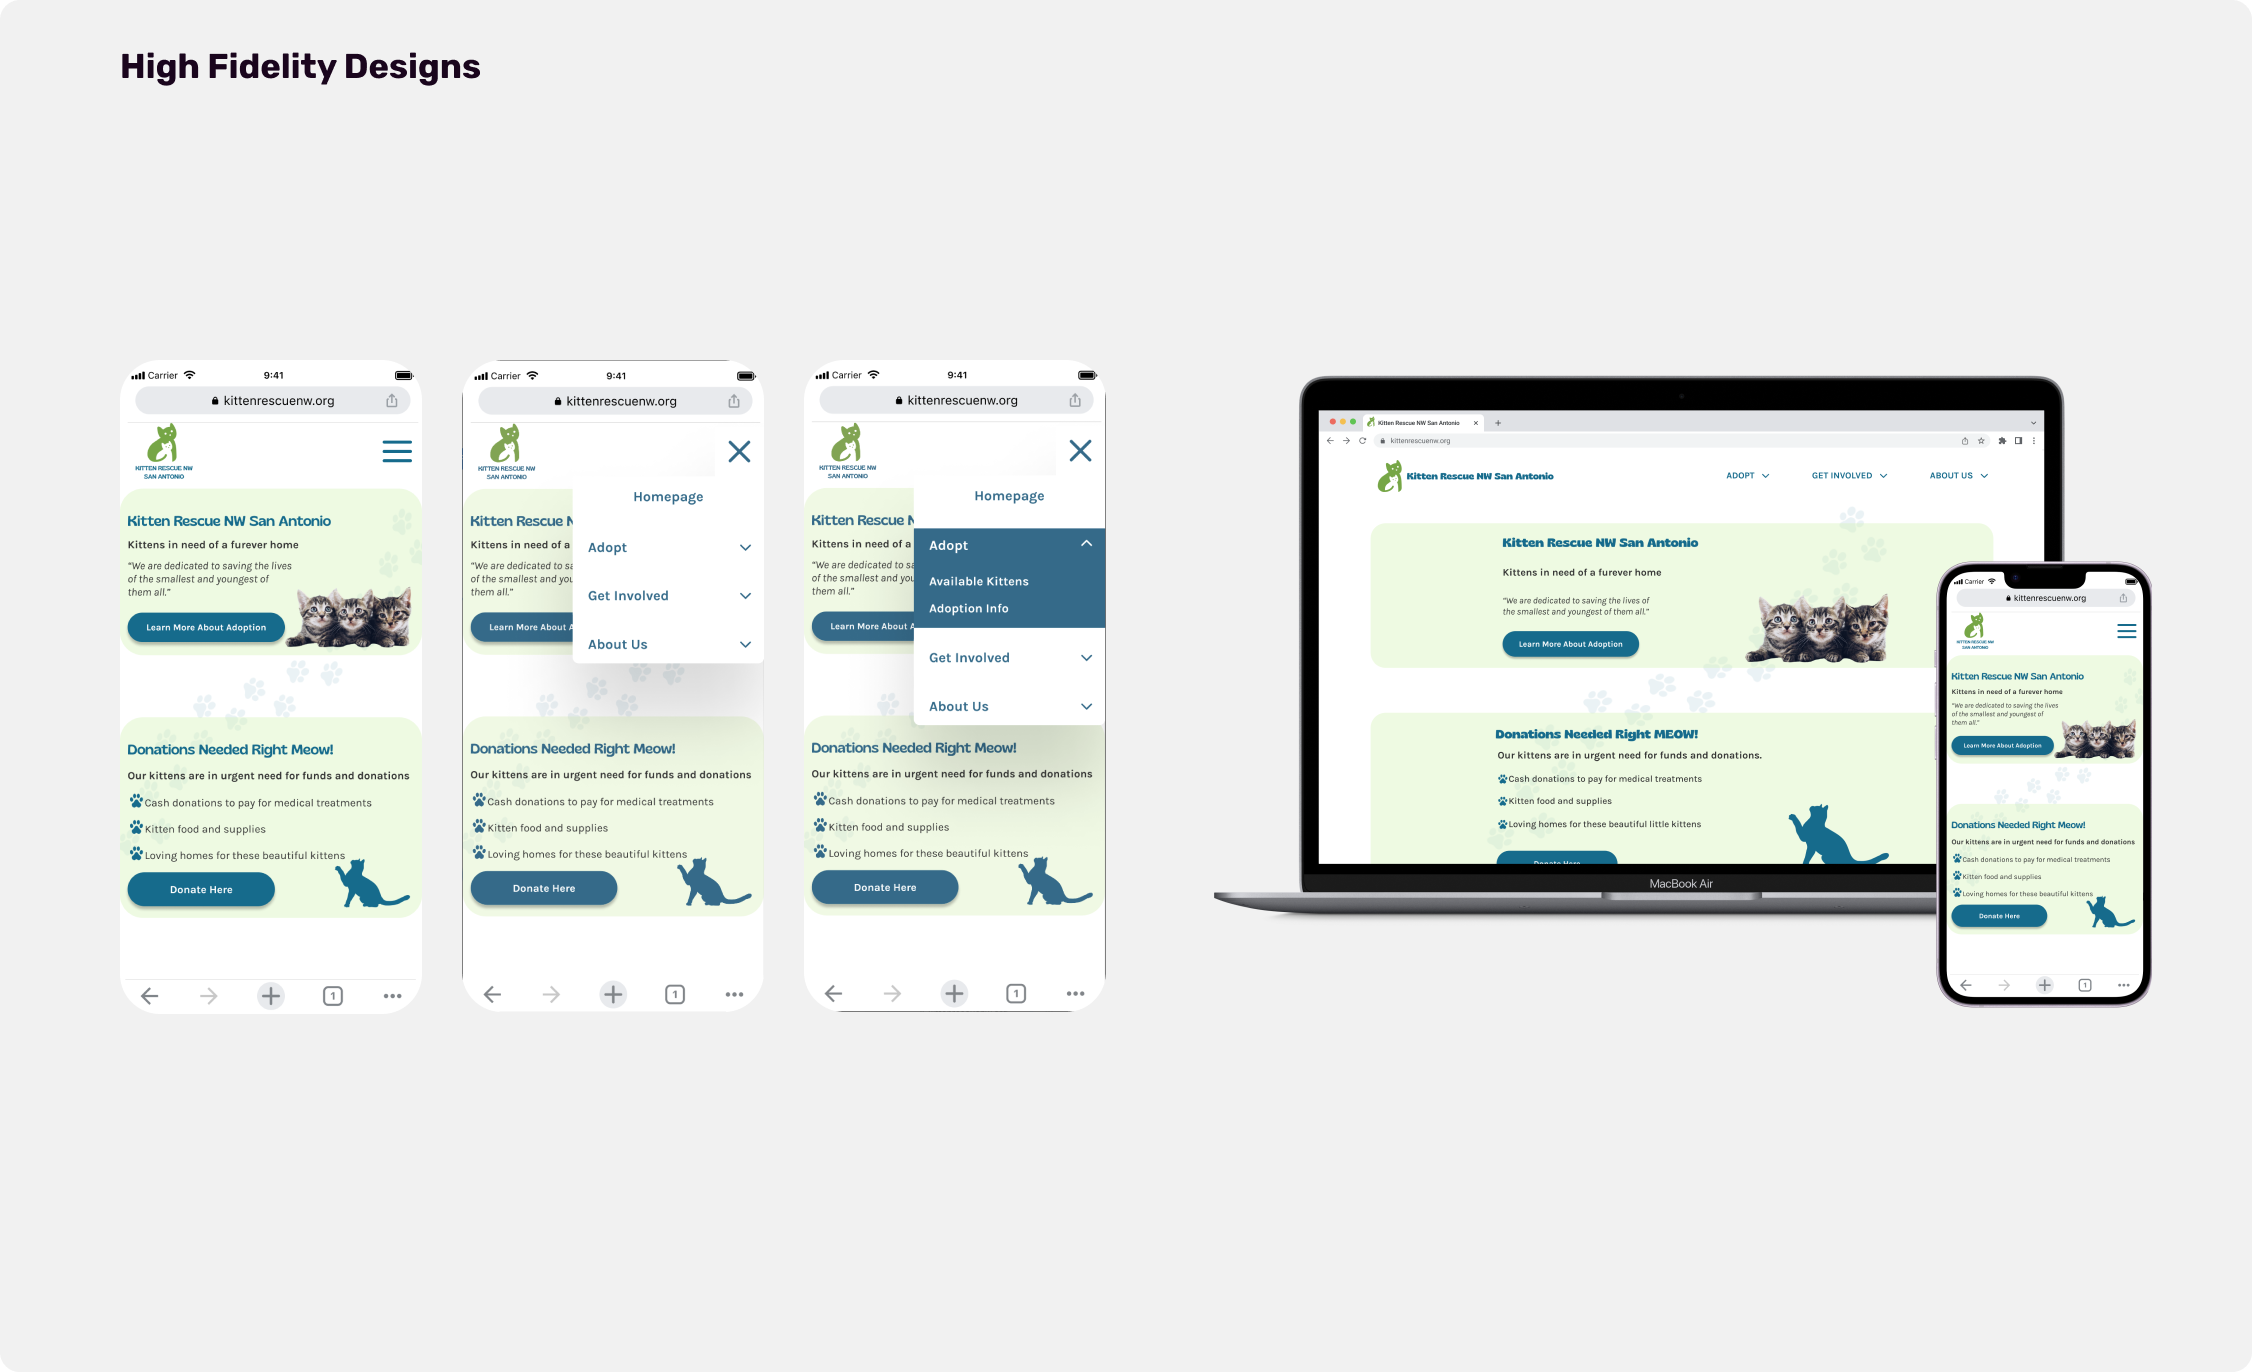 High Fidelity Designs
Carrier
9:41
kittenrescuenw.org
KITTEN RESCUE NW
SAN ANTONIO
Kitten Rescue NW San Antonio
Kittens in need of a furever home
“We are dedicated to saving the lives
of the smallest and youngest of
them all.”
Learn More About Adoption
Donations Needed Right Meow!
Our kittens are in urgent need for funds and donations
Cash donations to pay for medical treatments
Kitten food and supplies
Loving homes for these beautiful kittens
Donate Here
1
Carrier
9:41
kittenrescuenw.org
KITTEN RESCUE NW
SAN ANTONIO
Homepage
Kitten Rescue N
Kittens in need of a
Adopt
“We are dedicated to sa
of the smallest and you
them all.”
Get Involved
Learn More About A
About Us
Donations Needed Right Meow!
Our kittens are in urgent need for funds and donations
Cash donations to pay for medical treatments
Kitten food and supplies
Loving homes for these beautiful kittens
Donate Here
1
Carrier
9:41
kittenrescuenw.org
KITTEN RESCUE NW
SAN ANTONIO
Homepage
Kitten Rescue N
Kittens in need of a
Adopt
“We are dedicated to sa
of the smallest and you
them all.”
Available Kittens
Adoption Info
Learn More About A
Get Involved
About Us
Donations Needed Right Meow!
Our kittens are in urgent need for funds and donations
Cash donations to pay for medical treatments
Kitten food and supplies
Loving homes for these beautiful kittens
Donate Here
1
Kitten Rescue NW San Antonio
kittenrescuenw.org
Kitten Rescue NW San Antonio
ADOPT
GET INVOLVED
ABOUT US
Kitten Rescue NW San Antonio
Kittens in need of a furever home
“We are dedicated to saving the lives of
the smallest and youngest of them all.”
Learn More About Adoption
Donations Needed Right MEOW!
Our kittens are in urgent need for funds and donations.
Cash donations to pay for medical treatments
Kitten food and supplies
Loving homes for these beautiful little kittens
Donate Here
MacBook Air
Carrier
kittenrescuenw.org
KITTEN RESCUE NW
SAN ANTONIO
Kitten Rescue NW San Antonio
Kittens in need of a furever home
“We are dedicated to saving the lives
of the smallest and youngest of
them all.”
Learn More About Adoption
Donations Needed Right Meow!
Our kittens are in urgent need for funds and donations
Cash donations to pay for medical treatments
Kitten food and supplies
Loving homes for these beautiful kittens
Donate Here
1